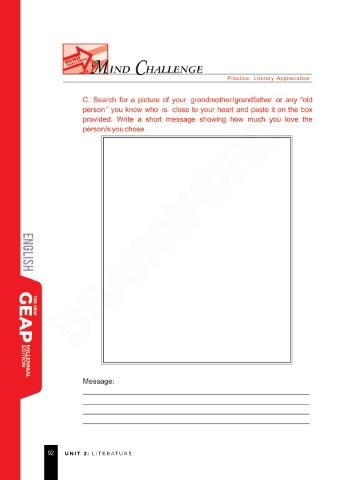 MIND CHALLENGE
Practice: Literary Appreciation
C. Search for a picture of your grandmother/grandfather or any "old
person" you know who is close to your heart and paste it on the box
provided. Write a short message showing how much you love the
person/s you chose.
BRAINWORK
ENGLISH
THE NEW
GEAP
MILLENNIAL
EDITION
Message:
92 UNIT 2: LITERATURE